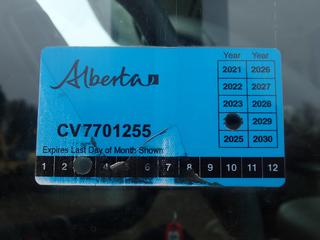 Alberta
Year Year
2021 2026
2022 2027
2023 2028
2029
2025 2030
CV7701255
Expires Last Day of Month Shown
1 2 4 6 7 8 9 10 11 12